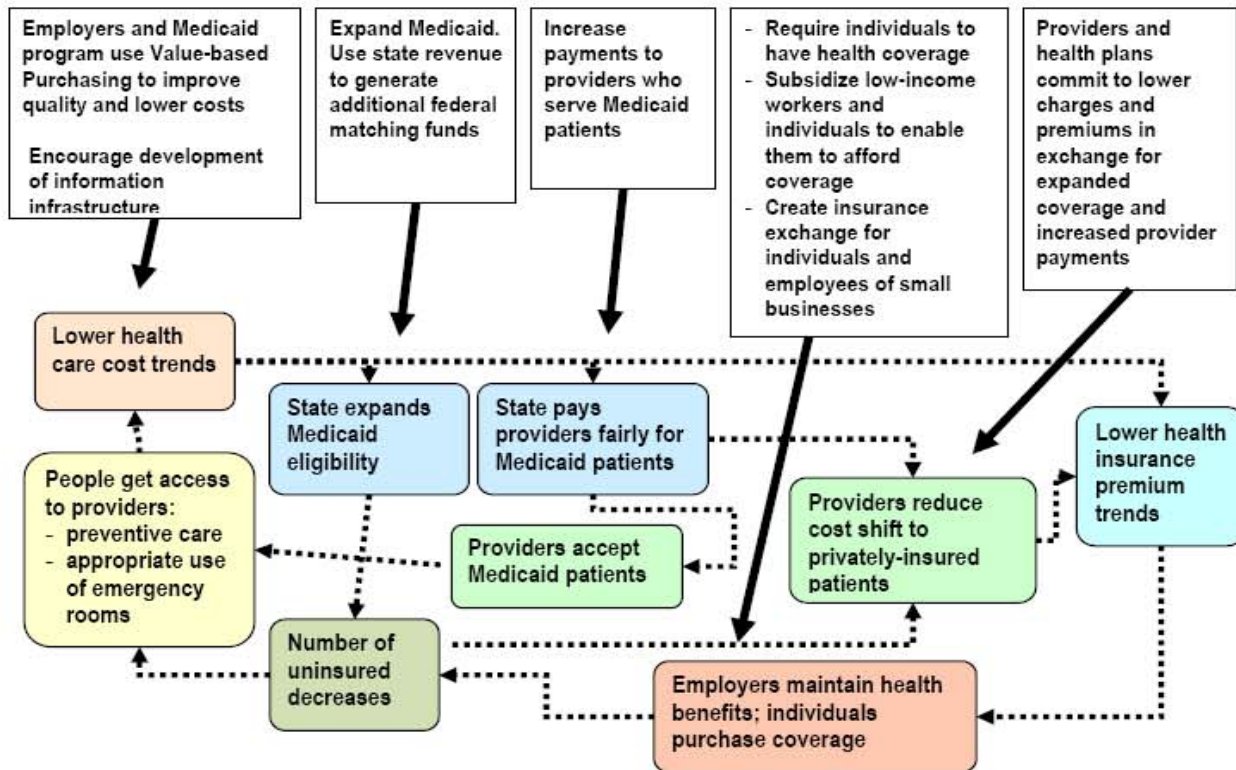 Employers and Medicaid
program use Value-based
Purchasing to improve
quality and lower costs
Encourage development
of information
infrastructure
Expand Medicaid.
Use state revenue
to generate
additional federal
matching funds
Increase
payments to
providers who
serve Medicaid
patients
- Require individuals to
have health coverage
- Subsidize low-income
workers and
individuals to enable
them to afford
coverage
- Create insurance
exchange for
individuals and
employees of small
businesses
Providers and
health plans
commit to lower
charges and
premiums in
exchange for
expanded
coverage and
increased provider
payments
Lower health
care cost trends
State expands
Medicaid
eligibility
State pays
providers fairly for
Medicaid patients
Lower health
insurance
premium
trends
People get access
to providers:
- preventive care
- appropriate use
of emergency
rooms
Providers accept
Medicaid patients
Providers reduce
cost shift to
privately-insured
patients
Number of
uninsured
decreases
Employers maintain health
benefits; individuals
purchase coverage